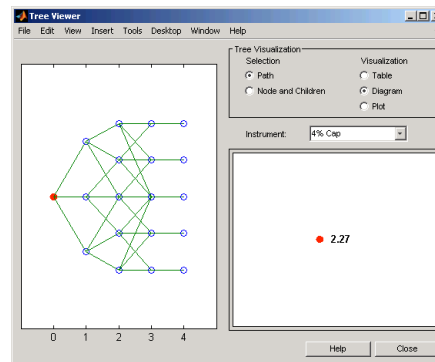 Tree Viewer
File Edit View Insert Tools Desktop Window Help
Tree Visualization
Selection Visualization
Path Table
Node and Children Diagram
Plot
Instrument: 4% Cap
2.27
0 1 2 3 4
Help Close